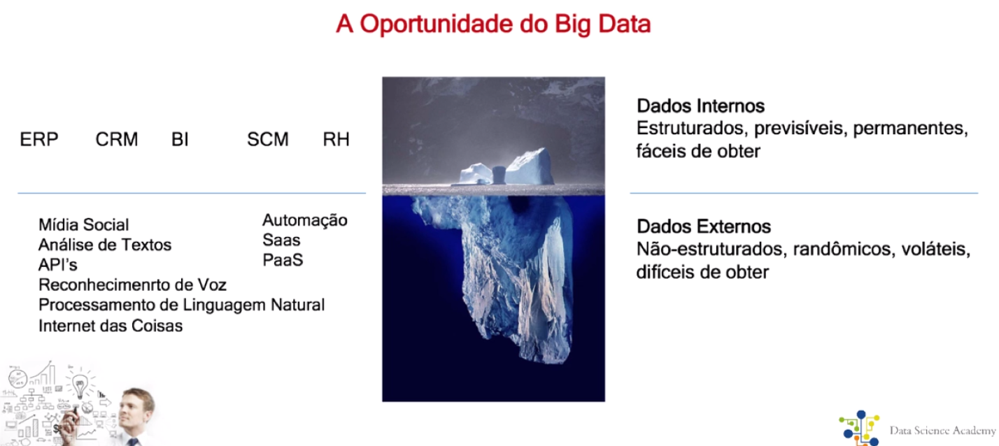 A Oportunidade do Big Data
ERP CRM BI SCM RH
Dados Internos
Estruturados, previsíveis, permanentes,
fáceis de obter
Mídia Social
Análise de Textos
API's
Reconhecimenrto de Voz
Processamento de Linguagem Natural
Internet das Coisas
Automação
Saas
PaaS
Dados Externos
Não-estruturados, randômicos, voláteis,
difíceis de obter
$
Data Science Academy